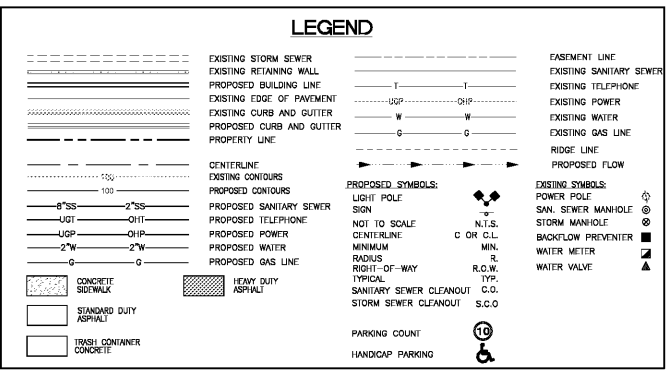 LEGEND
EXISTING STORM SEWER
EXISTING RETAINING WALL
PROPOSED BUILDING LINE
EXISTING EDGE OF PAVEMENT
EXISTING CURB AND GUTTER
PROPOSED CURB AND GUTTER
PROPERTY LINE
CENTERLINE
100 EXISTING CONTOURS
100 PROPOSED CONTOURS
8"SS 2"SS PROPOSED SANITARY SEWER
UGT OHT PROPOSED TELEPHONE
UGP OHP PROPOSED POWER
2"W 2"W PROPOSED WATER
G G PROPOSED GAS LINE
CONCRETE
SIDEWALK
HEAVY DUTY
ASPHALT
STANDARD DUTY
ASPHALT
TRASH CONTAINER
CONCRETE
EASEMENT LINE
EXISTING SANITARY SEWER
T T EXISTING TELEPHONE
UGP OHP EXISTING POWER
W W EXISTING WATER
G G EXISTING GAS LINE
RIDGE LINE
PROPOSED FLOW
PROPOSED SYMBOLS:
LIGHT POLE
SIGN
NOT TO SCALE N.T.S.
CENTERLINE C OR C.L.
MINIMUM MIN.
RADIUS R.
RIGHT-OF-WAY R.O.W.
TYPICAL TYP.
SANITARY SEWER CLEANOUT C.O.
STORM SEWER CLEANOUT S.C.O
PARKING COUNT 10
HANDICAP PARKING
EXISTING SYMBOLS:
POWER POLE
SAN. SEWER MANHOLE
STORM MANHOLE
BACKFLOW PREVENTER
WATER METER
WATER VALVE